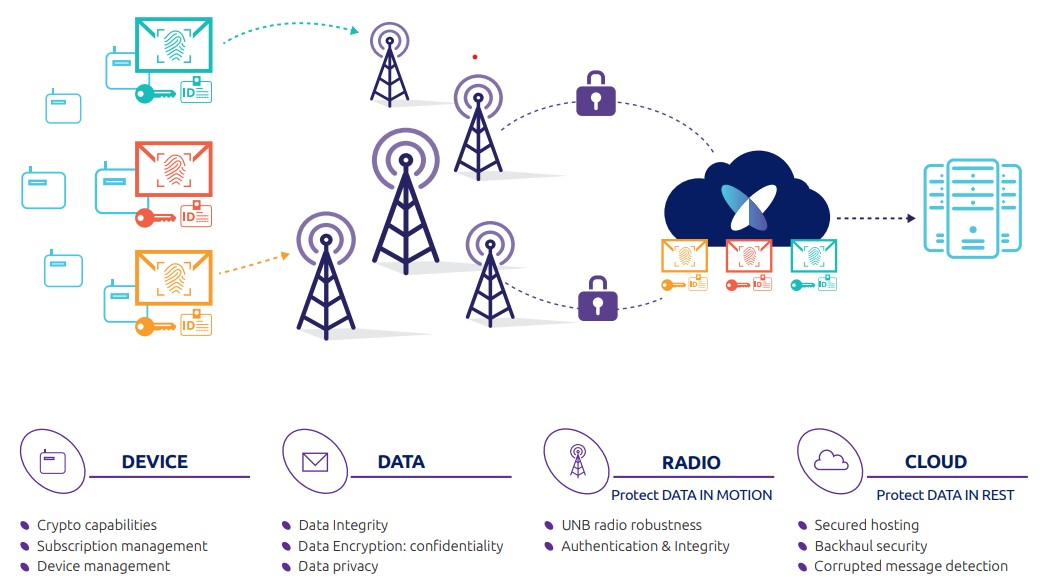 ID
ID
ID
ID
ID
ID
DEVICE
DATA
RADIO
CLOUD
Protect DATA IN MOTION
Protect DATA IN REST
Crypto capabilities
Subscription management
Device management
Data Integrity
Data Encryption: confidentiality
Data privacy
UNB radio robustness
Authentication & Integrity
Secured hosting
Backhaul security
Corrupted message detection